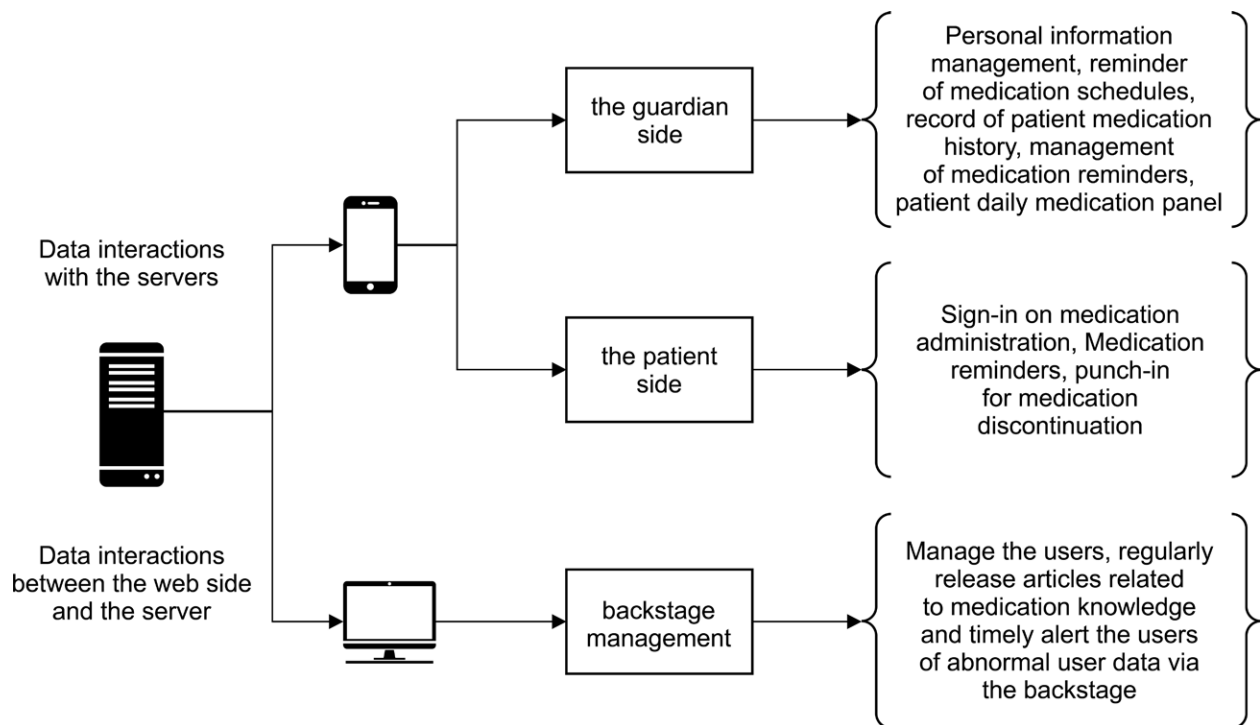 Data interactions
with the servers
Data interactions
between the web side
and the server
the guardian
side
the patient
side
backstage
management
Personal information
management, reminder
of medication schedules,
record of patient medication
history, management
of medication reminders,
patient daily medication panel
Sign-in on medication
administration, Medication
reminders, punch-in
for medication
discontinuation
Manage the users, regularly
release articles related
to medication knowledge
and timely alert the users
of abnormal user data via
the backstage